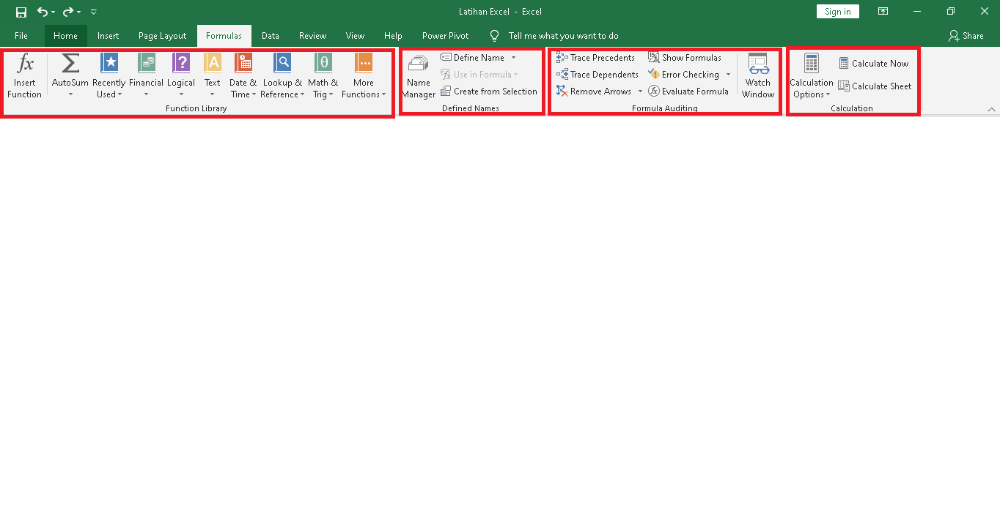 Latihan Excel - Excel
Sign in
File Home Insert Page Layout Formulas Data Review View Help Power Pivot Tell me what you want to do Share
fx
Insert
Function
AutoSum
Recently
Used
Financial
Logical
Text
Date &
Time
Lookup &
Reference
Math &
Trig
More
Functions
Function Library
Name
Manager
Define Name
Use in Formula
Create from Selection
Defined Names
Trace Precedents
Trace Dependents
Remove Arrows
Show Formulas
Error Checking
Evaluate Formula
Watch
Window
Formula Auditing
Calculation
Options
Calculate Now
Calculate Sheet
Calculation